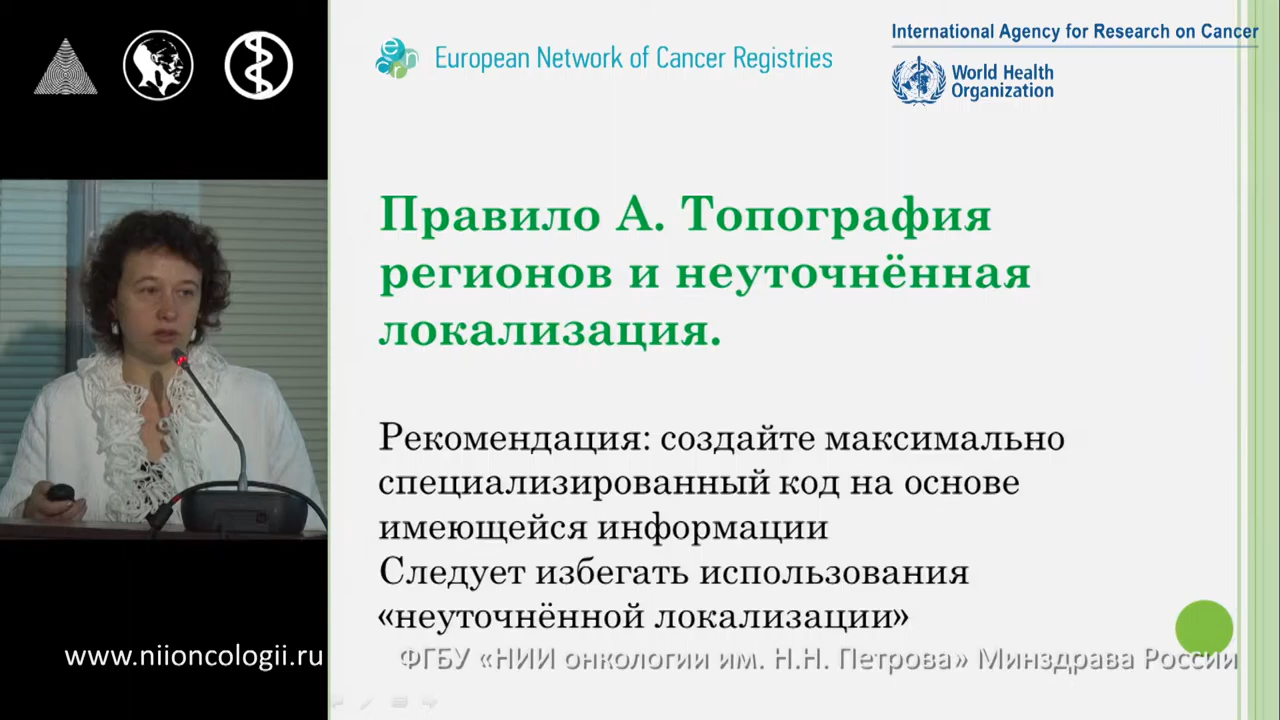 European Network of Cancer Registries
International Agency for Research on Cancer
World Health
Organization
Правило А. Топография
регионов и неуточнённая
локализация.
Рекомендация: создайте максимально
специализированный код на основе
имеющейся информации
Следует избегать использования
«неуточнённой локализации»
www.niioncologii.ru
ФГБУ «НИИ онкологии им. Н.Н. Петрова» Минздрава России